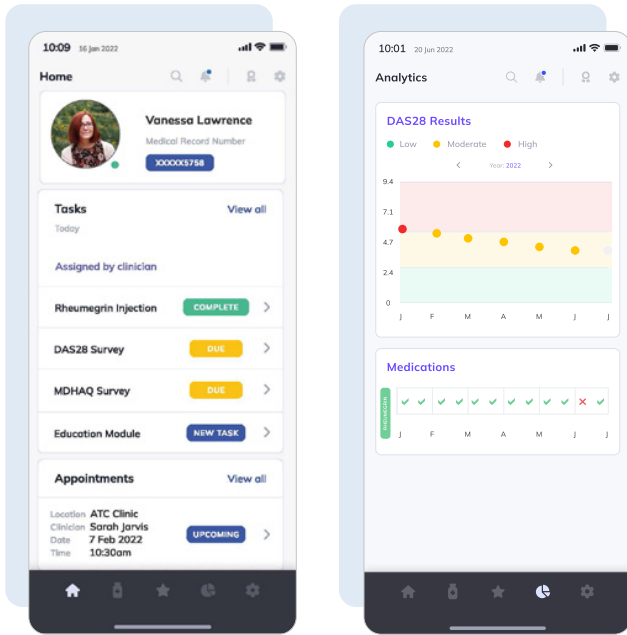 10:09 16 Jan 2022
Home
Vanessa Lawrence
Medical Record Number
XXXXX5758
Tasks View all
Today
Assigned by clinician
Rheumegrin Injection COMPLETE
DAS28 Survey DUE
MDHAQ Survey DUE
Education Module NEW TASK
Appointments View all
Location ATC Clinic
Clinician Sarah Jarvis
Date 7 Feb 2022
Time 10:30am
UPCOMING
10:01 20 Jun 2022
Analytics
DAS28 Results
Low Moderate High
Year: 2022
9.4
7.1
4.7
2.4
0
J F M A M J J
Medications
RHEUMEGRIN
J F M A M J J